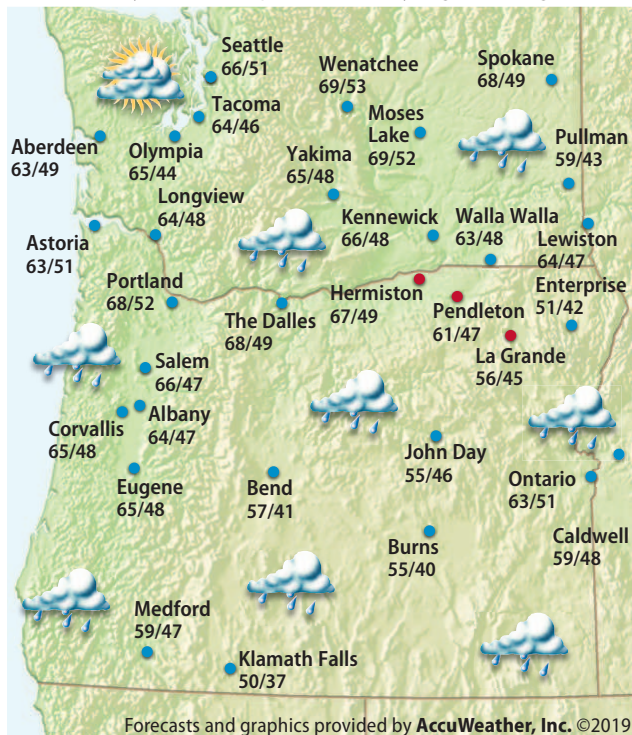 Seattle
66/51
Wenatchee
69/53
Spokane
68/49
Tacoma
64/46
Moses
Lake
69/52
Aberdeen
63/49
Olympia
65/44
Yakima
65/48
Pullman
59/43
Longview
64/48
Kennewick
66/48
Walla Walla
63/48
Lewiston
64/47
Astoria
63/51
Portland
68/52
The Dalles
68/49
Hermiston
67/49
Pendleton
61/47
Enterprise
51/42
La Grande
56/45
Salem
66/47
Albany
64/47
Corvallis
65/48
Eugene
65/48
Bend
57/41
John Day
55/46
Ontario
63/51
Burns
55/40
Caldwell
59/48
Medford
59/47
Klamath Falls
50/37
Forecasts and graphics provided by AccuWeather, Inc. ©2019